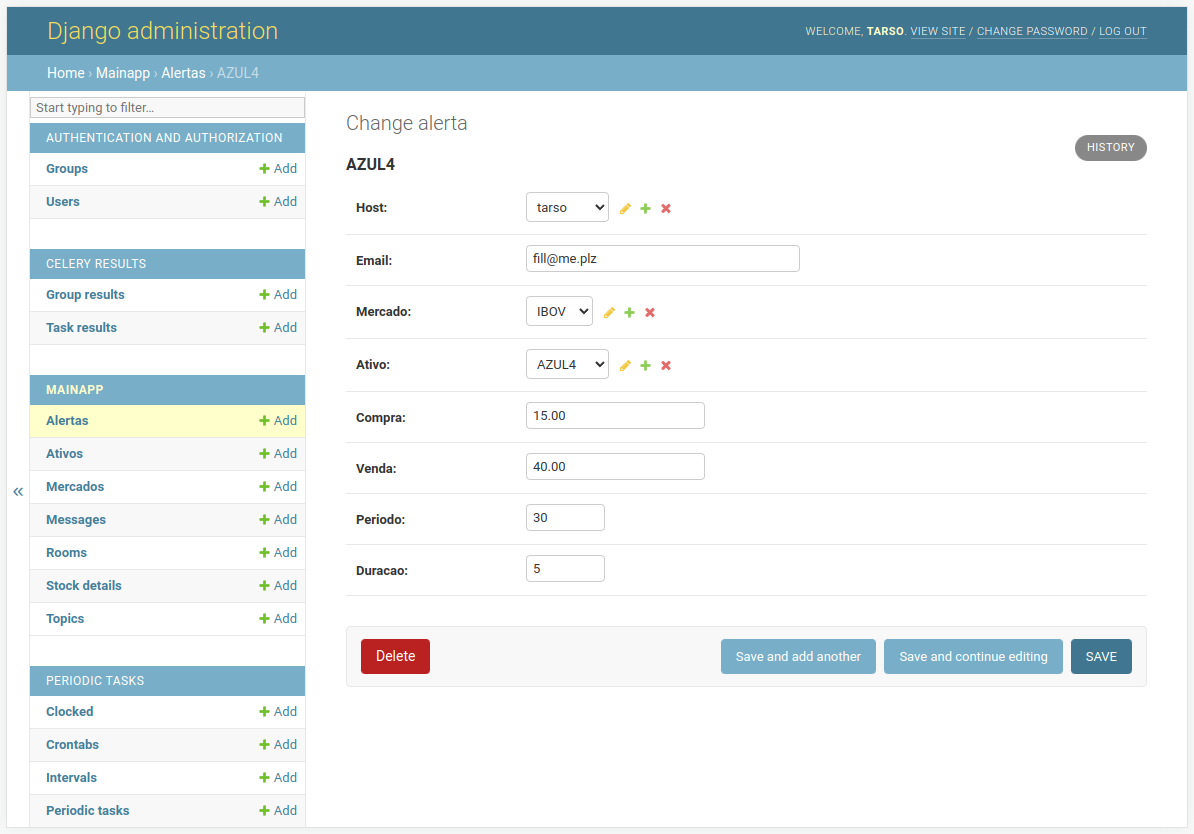 Django administration
WELCOME, TARSO. VIEW SITE / CHANGE PASSWORD / LOG OUT
Home › Mainapp › Alertas › AZUL4
Start typing to filter...
AUTHENTICATION AND AUTHORIZATION
Groups Add
Users Add
CELERY RESULTS
Group results Add
Task results Add
MAINAPP
Alertas Add
Ativos Add
Mercados Add
Messages Add
Rooms Add
Stock details Add
Topics Add
PERIODIC TASKS
Clocked Add
Crontabs Add
Intervals Add
Periodic tasks Add
«
Change alerta
HISTORY
AZUL4
Host: tarso
Email: fill@me.plz
Mercado: IBOV
Ativo: AZUL4
Compra: 15.00
Venda: 40.00
Periodo: 30
Duracao: 5
Delete Save and add another Save and continue editing SAVE